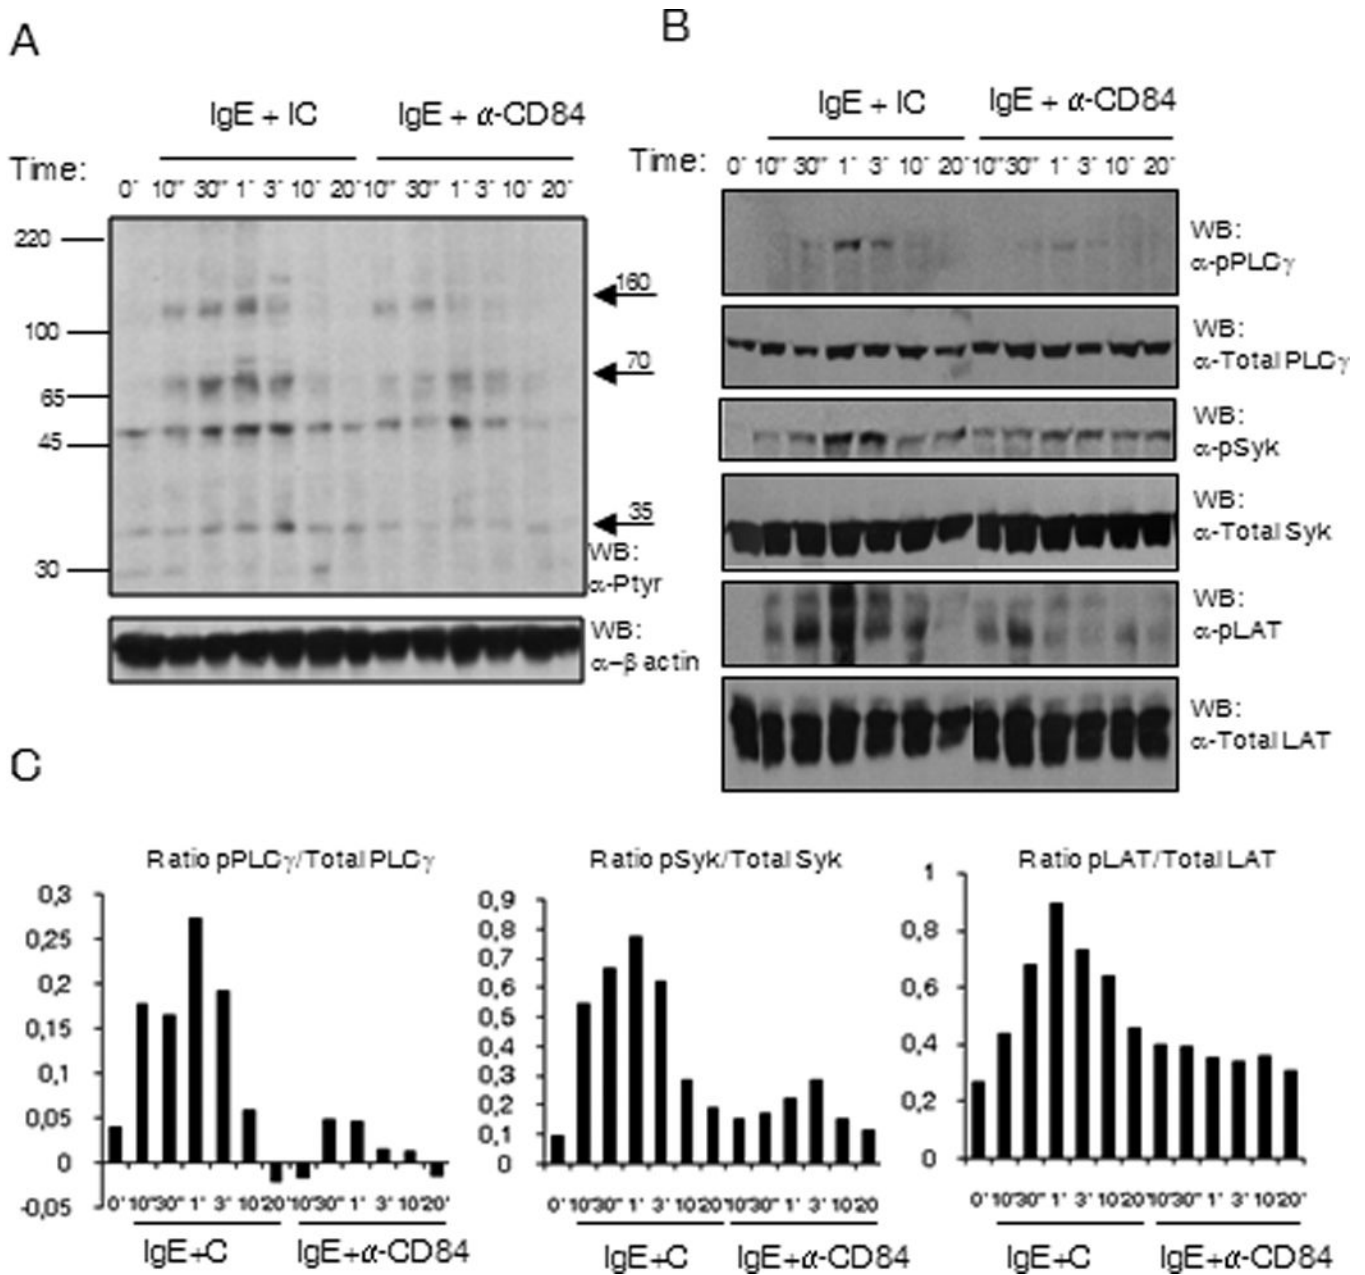 A
IgE + IC IgE + α-CD84
Time:
0' 10'' 30'' 1' 3' 10' 20' 10'' 30'' 1' 3' 10' 20'
220
100
65
45
30
160
70
35
WB:
α-Ptyr
WB:
α–β actin
B
IgE + IC IgE + α-CD84
Time:
0' 10'' 30'' 1' 3' 10' 20' 10'' 30'' 1' 3' 10' 20'
WB:
α-pPLCγ
WB:
α-Total PLCγ
WB:
α-pSyk
WB:
α-Total Syk
WB:
α-pLAT
WB:
α-Total LAT
C
Ratio pPLCγ/Total PLCγ
0,3
0,25
0,2
0,15
0,1
0,05
0
-0,05
0' 10'' 30'' 1' 3' 10' 20' 10'' 30'' 1' 3' 10' 20'
IgE+C IgE+α-CD84
Ratio pSyk/Total Syk
0,9
0,8
0,7
0,6
0,5
0,4
0,3
0,2
0,1
0
0' 10'' 30'' 1' 3' 10' 20' 10'' 30'' 1' 3' 10' 20'
IgE+C IgE+α-CD84
Ratio pLAT/Total LAT
1
0,8
0,6
0,4
0,2
0
0' 10'' 30'' 1' 3' 10' 20' 10'' 30'' 1' 3' 10' 20'
IgE+C IgE+α-CD84